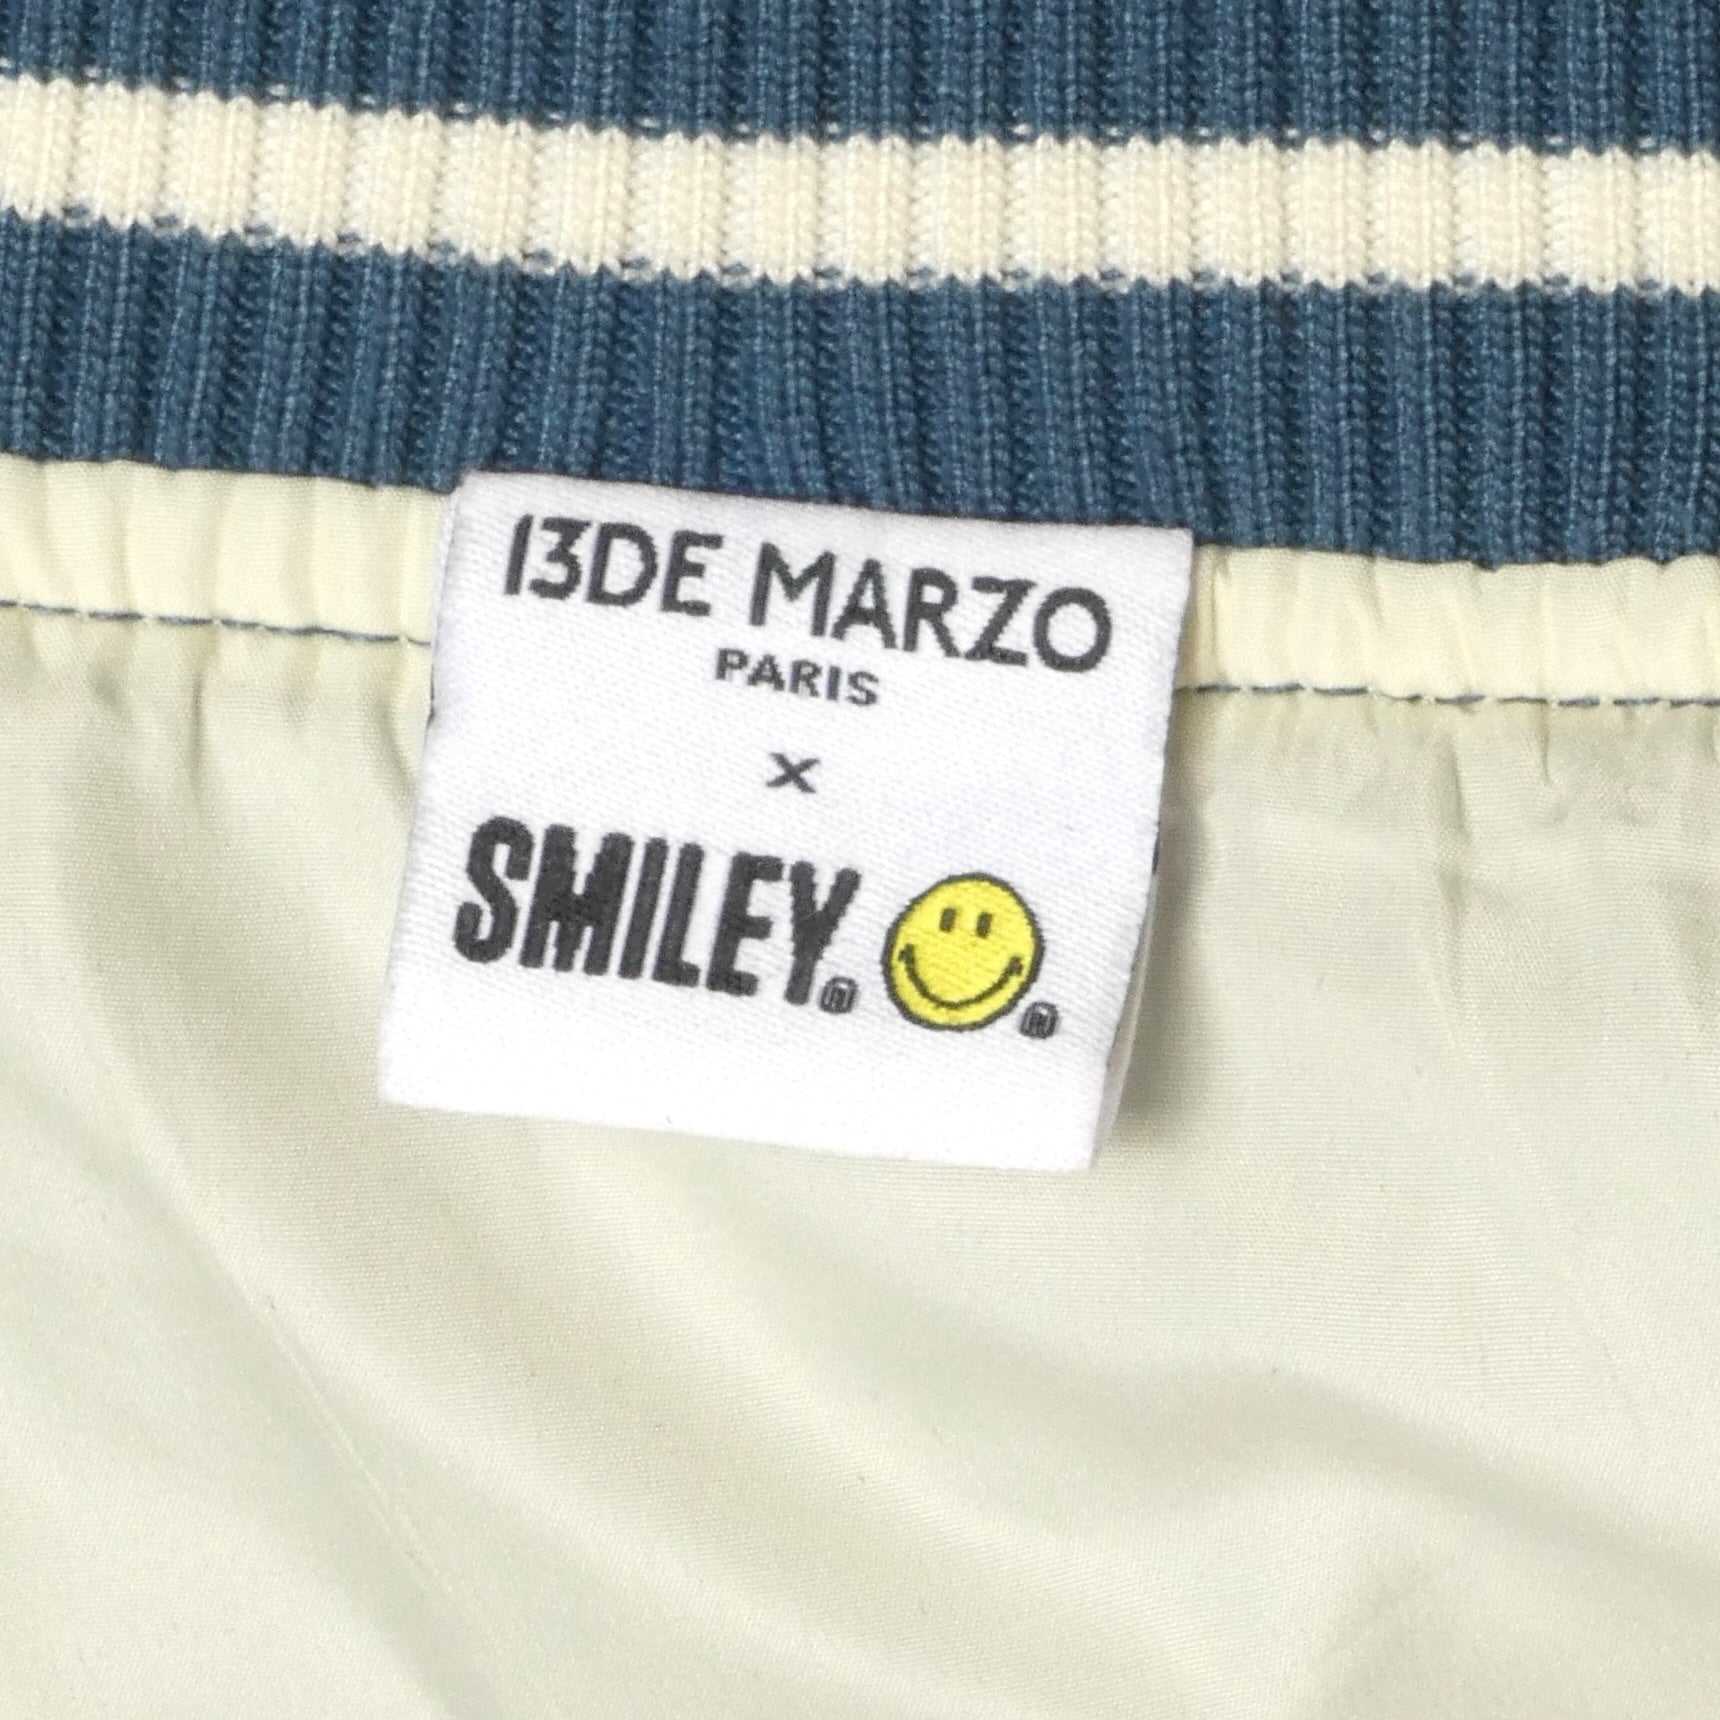 13DE MARZO
PARIS
x
SMILEY® ®